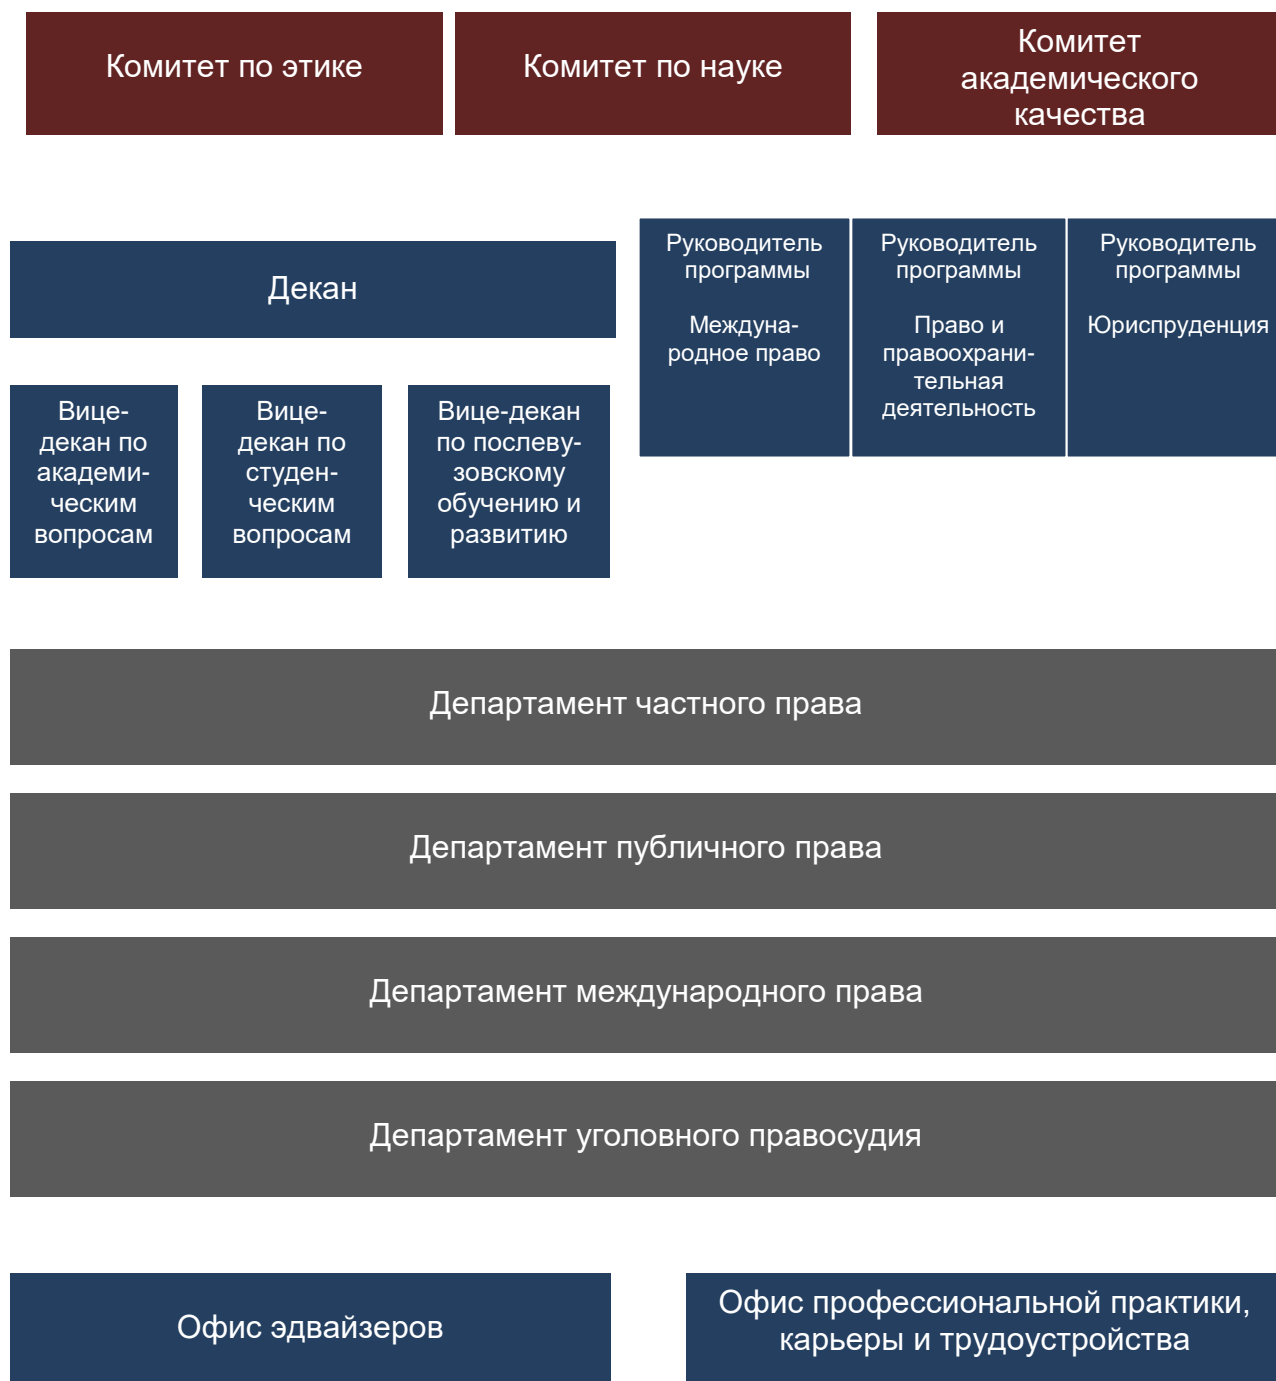 Комитет по этике
Комитет по науке
Комитет
академического
качества
Декан
Руководитель
программы
Междуна-
родное право
Руководитель
программы
Право и
правоохрани-
тельная
деятельность
Руководитель
программы
Юриспруденция
Вице-
декан по
академи-
ческим
вопросам
Вице-
декан по
студен-
ческим
вопросам
Вице-декан
по послеву-
зовскому
обучению и
развитию
Департамент частного права
Департамент публичного права
Департамент международного права
Департамент уголовного правосудия
Офис эдвайзеров
Офис профессиональной практики,
карьеры и трудоустройства